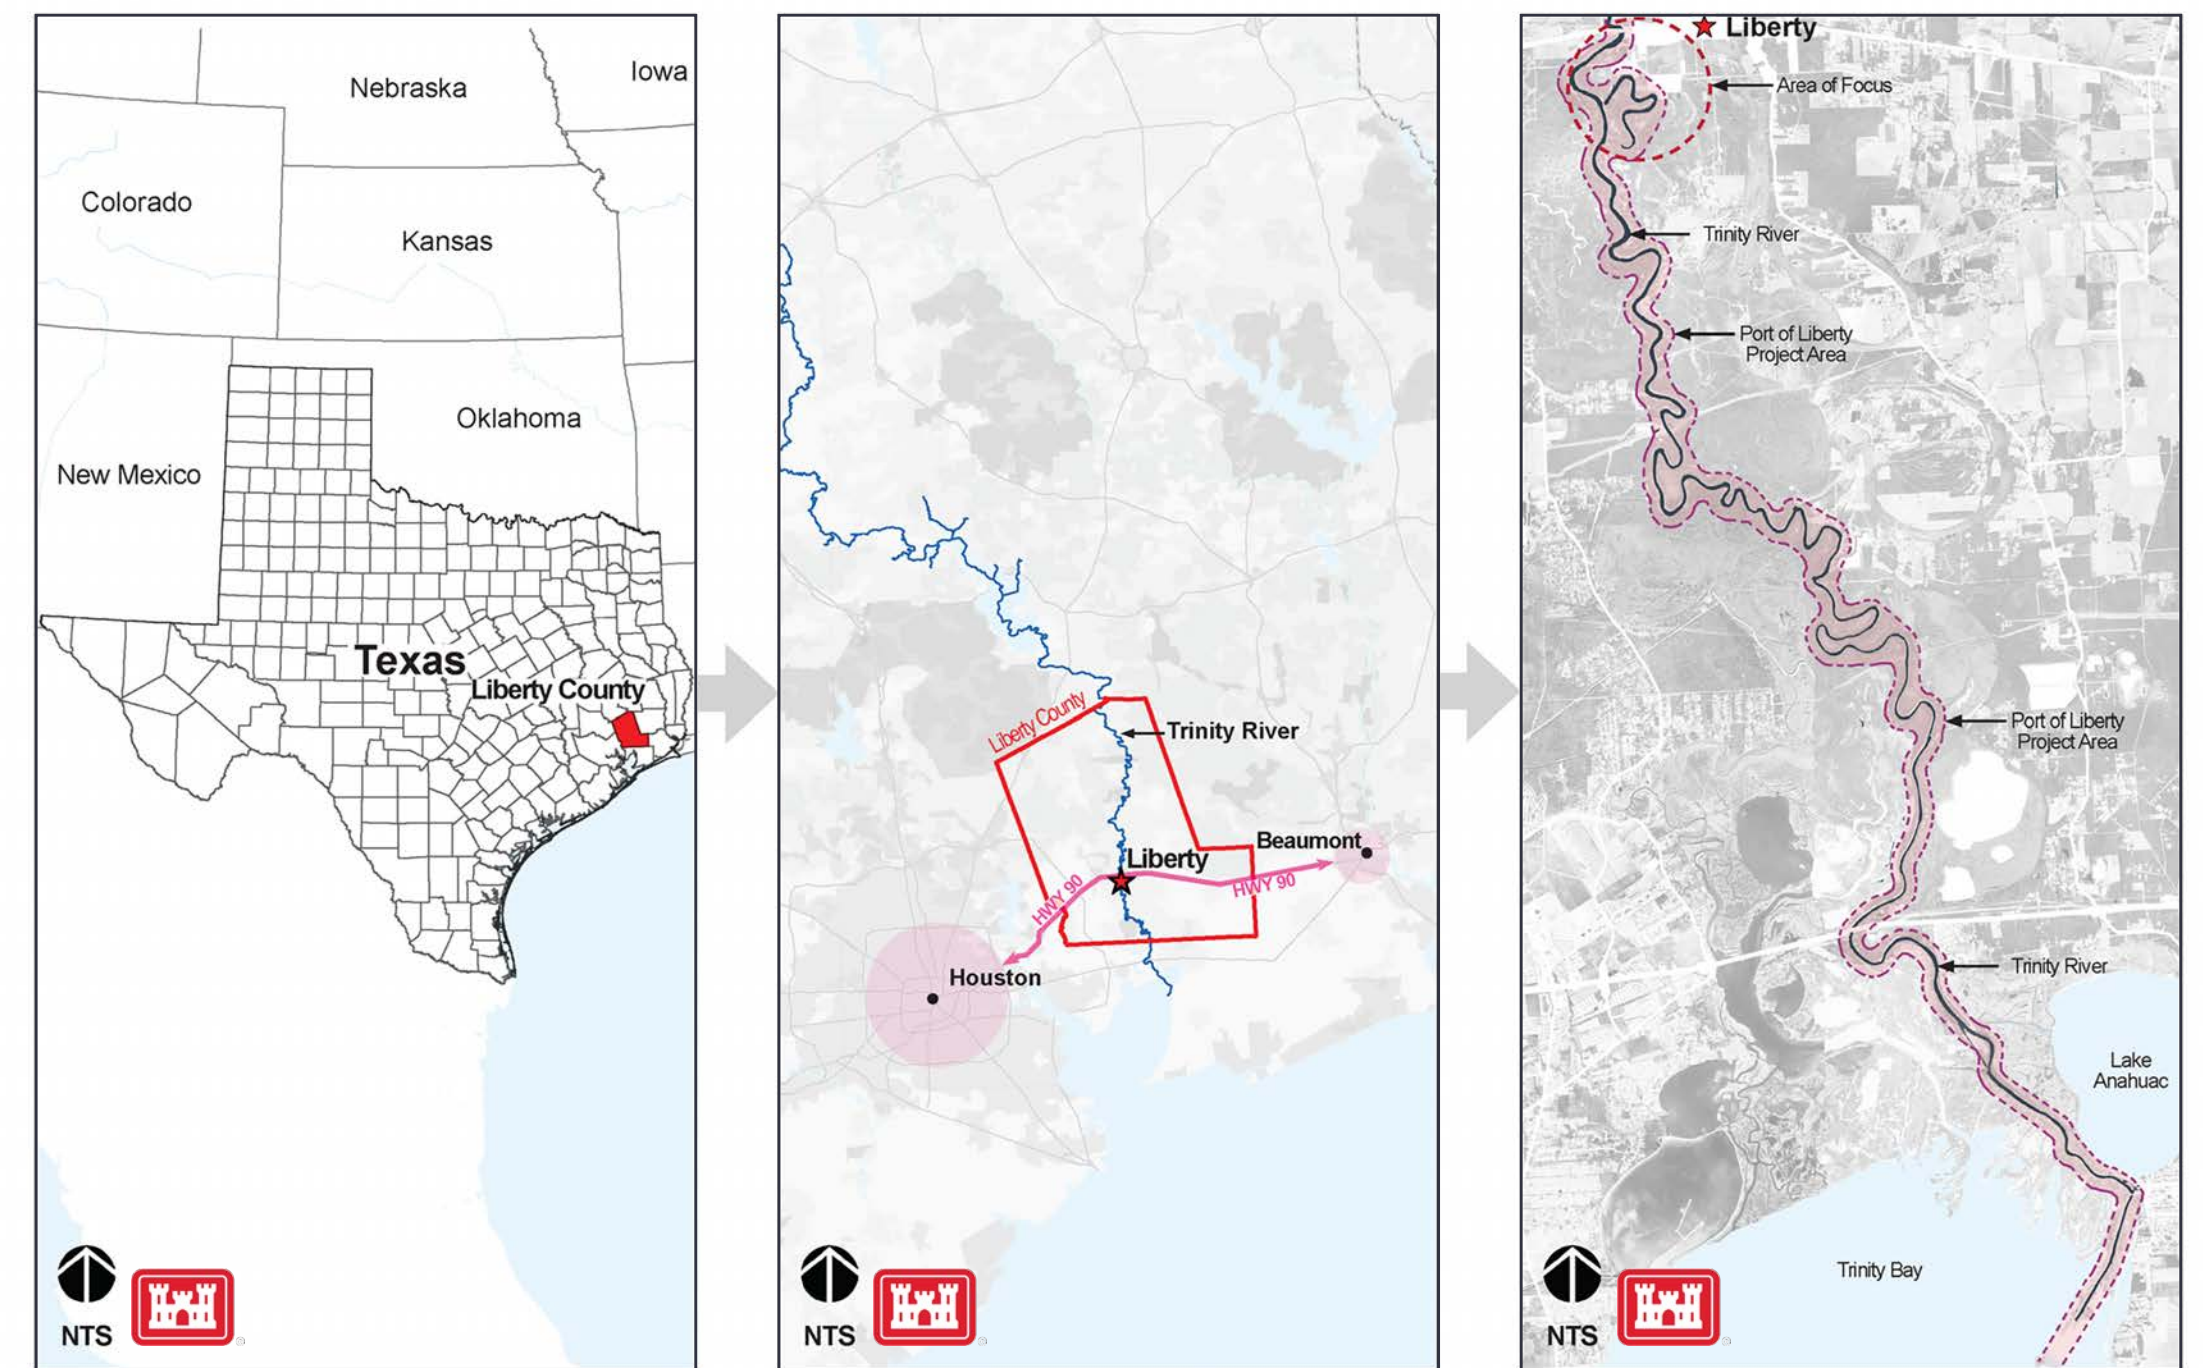 Nebraska
Iowa
Colorado
Kansas
Oklahoma
New Mexico
Texas
Liberty County
NTS
®
Liberty County
Trinity River
Beaumont
Liberty
HWY 90
HWY 90
Houston
NTS
®
Liberty
Area of Focus
Trinity River
Port of Liberty
Project Area
Port of Liberty
Project Area
Trinity River
Lake
Anahuac
Trinity Bay
NTS
®